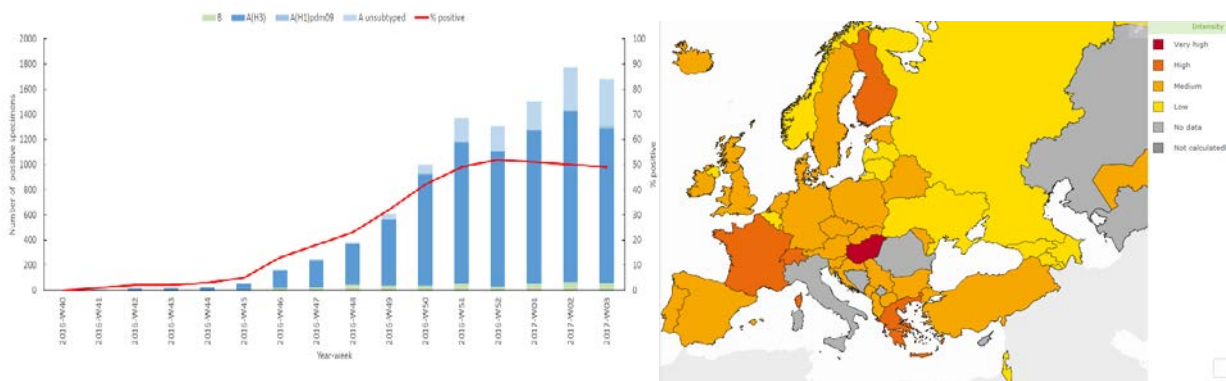 B A(H3) A(H1)pdm09 A unsubtyped % positive
Number of positive specimens
2000
1800
1600
1400
1200
1000
800
600
400
200
0
100
90
80
70
60
50
40
30
20
10
0
% positive
2016-W40
2016-W41
2016-W42
2016-W43
2016-W44
2016-W45
2016-W46
2016-W47
2016-W48
2016-W49
2016-W50
2016-W51
2016-W52
2017-W01
2017-W02
2017-W03
Year-week
Intensity
Very high
High
Medium
Low
No data
Not calculated